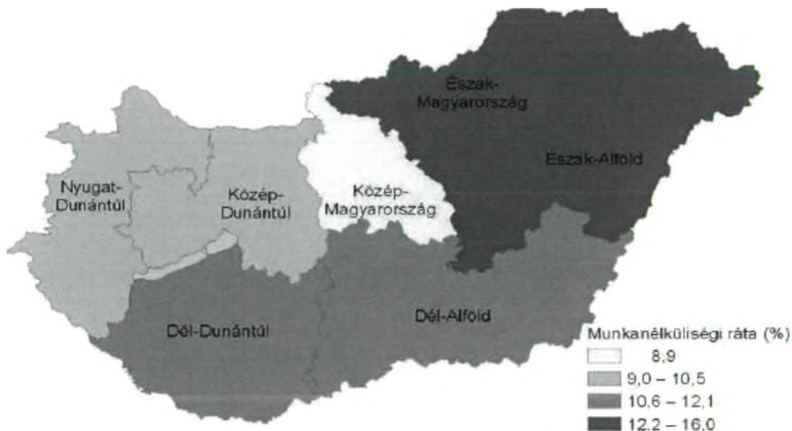 Észak-
Magyarország
Észak-Alföld
Nyugat-
Dunántúl
Közép-
Dunántúl
Közép-
Magyarország
Dél-Dunántúl
Dél-Alföld
Munkanélküliségi ráta (%)
8,9
9,0 – 10,5
10,6 – 12,1
12,2 – 16,0